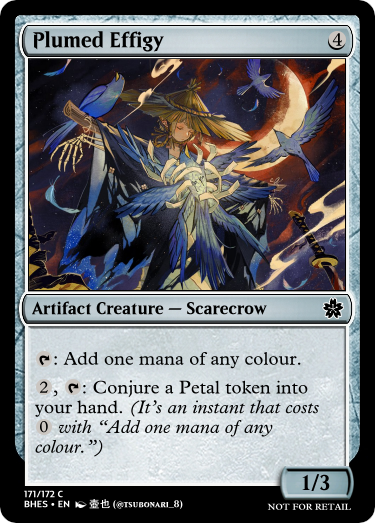 Plumed Effigy 4
Artifact Creature — Scarecrow
: Add one mana of any colour.
2, : Conjure a Petal token into
your hand. (It's an instant that costs
0 with “Add one mana of any
colour.”)
1/3
171/172 C
BHES • EN 壺也 (@TSUBONARI_8)
NOT FOR RETAIL